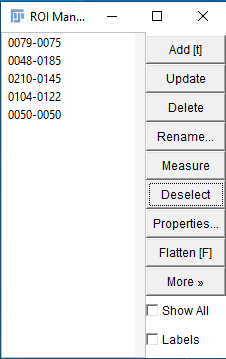 ROI Man...
0079-0075
0048-0185
0210-0145
0104-0122
0050-0050
Add [t]
Update
Delete
Rename...
Measure
Deselect
Properties...
Flatten [F]
More »
Show All
Labels